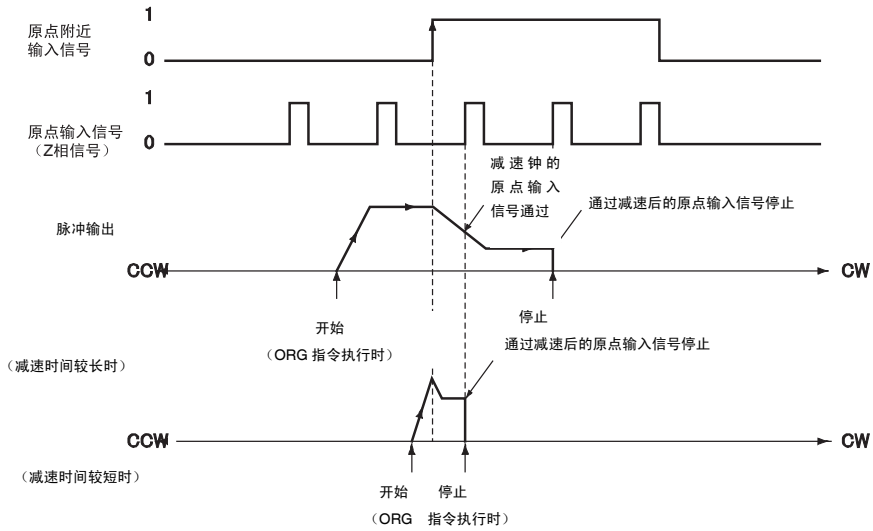 原点附近
输入信号
1
0
原点输入信号
（Z相信号）
1
0
减速钟的
原点输入
信号通过
通过减速后的原点输入信号停止
脉冲输出
CCW
CW
开始
（ORG 指令执行时）
停止
通过减速后的原点输入信号停止
（减速时间较长时）
CCW
CW
（减速时间较短时）
开始
停止
（ORG 指令执行时）